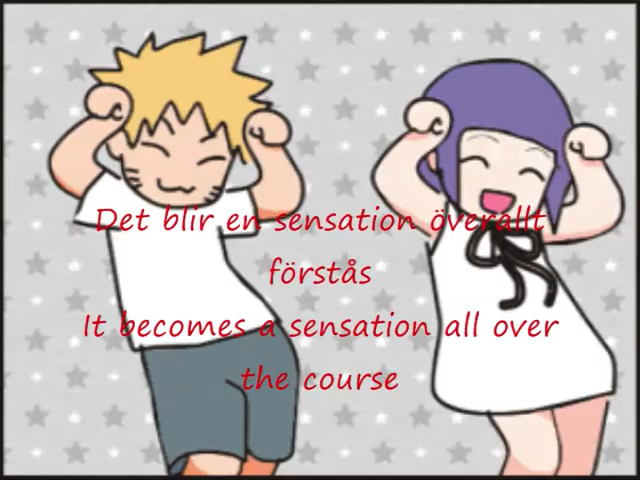 Det blir en sensation överallt
förstås
It becomes a sensation all over
the course